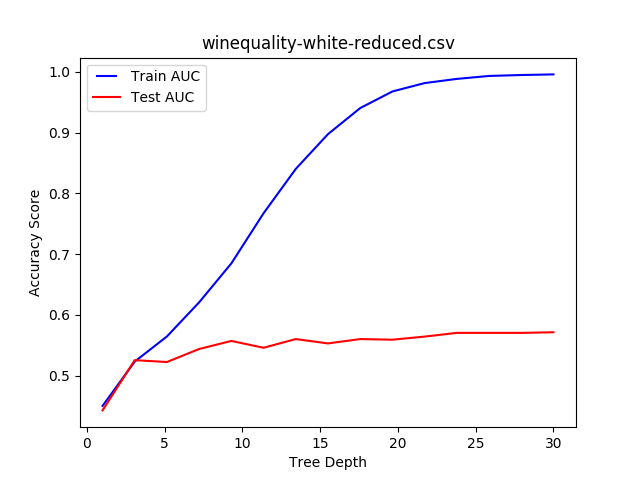 winequality-white-reduced.csv
Train AUC
Test AUC
1.0
0.9
0.8
0.7
0.6
0.5
Accuracy Score
0 5 10 15 20 25 30
Tree Depth